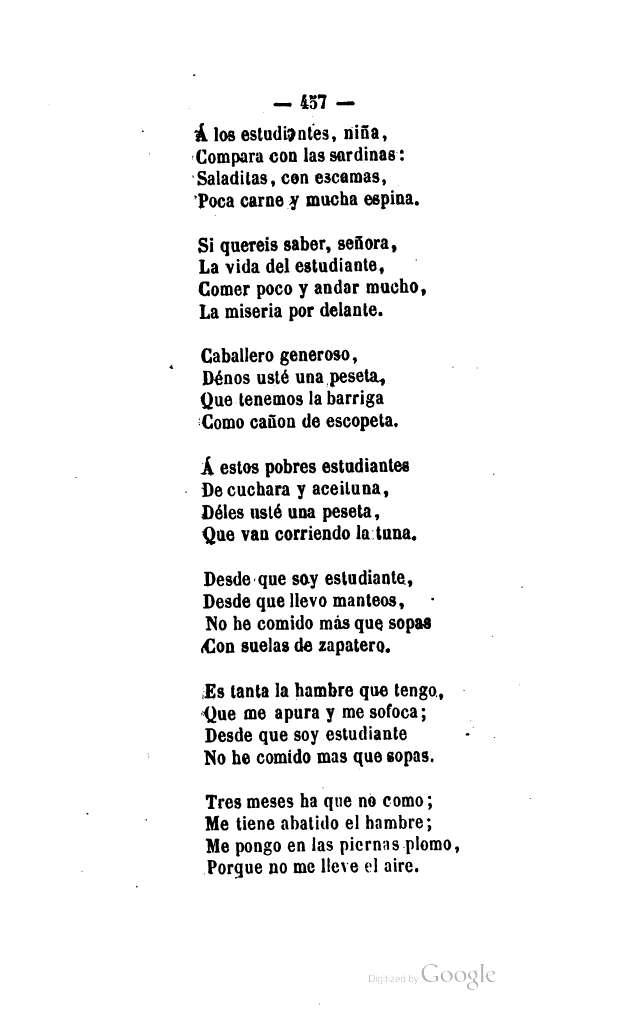 — 457 —
Á los estudiantes, niña,
Compara con las sardinas:
Saladitas, con escamas,
Poca carne y mucha espina.
Si quereis saber, señora,
La vida del estudiante,
Comer poco y andar mucho,
La miseria por delante.
Caballero generoso,
Dénos usté una peseta,
Que tenemos la barriga
Como cañon de escopeta.
Á estos pobres estudiantes
De cuchara y aceituna,
Déles usté una peseta,
Que van corriendo la tuna.
Desde que soy estudiante,
Desde que llevo manteos,
No he comido más que sopas
Con suelas de zapatero.
Es tanta la hambre que tengo,
Que me apura y me sofoca;
Desde que soy estudiante
No he comido mas que sopas.
Tres meses ha que no como;
Me tiene abatido el hambre;
Me pongo en las piernas plomo,
Porque no me lleve el aire.
Digitized by Google